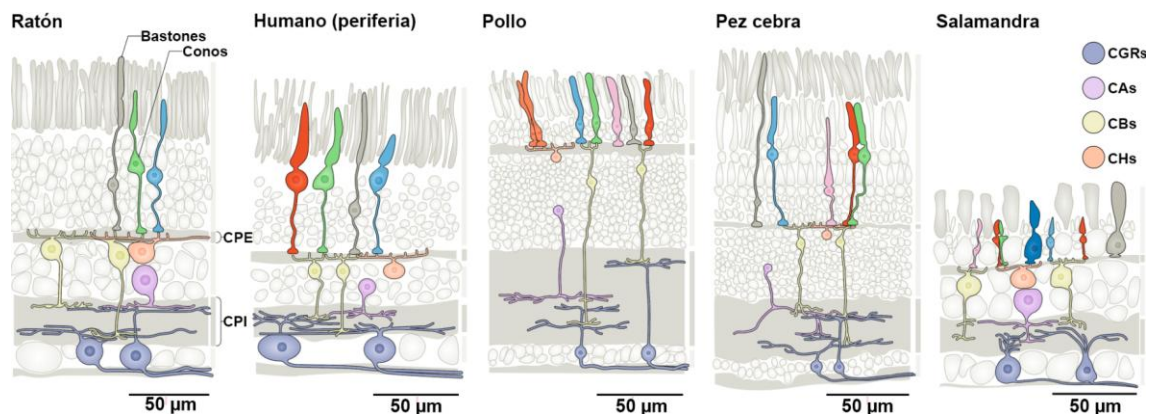 Ratón
Humano (periferia)
Pollo
Pez cebra
Salamandra
Bastones
Conos
CGRs
CAs
CBs
CHs
CPE
CPI
50 µm
50 µm
50 µm
50 µm
50 µm